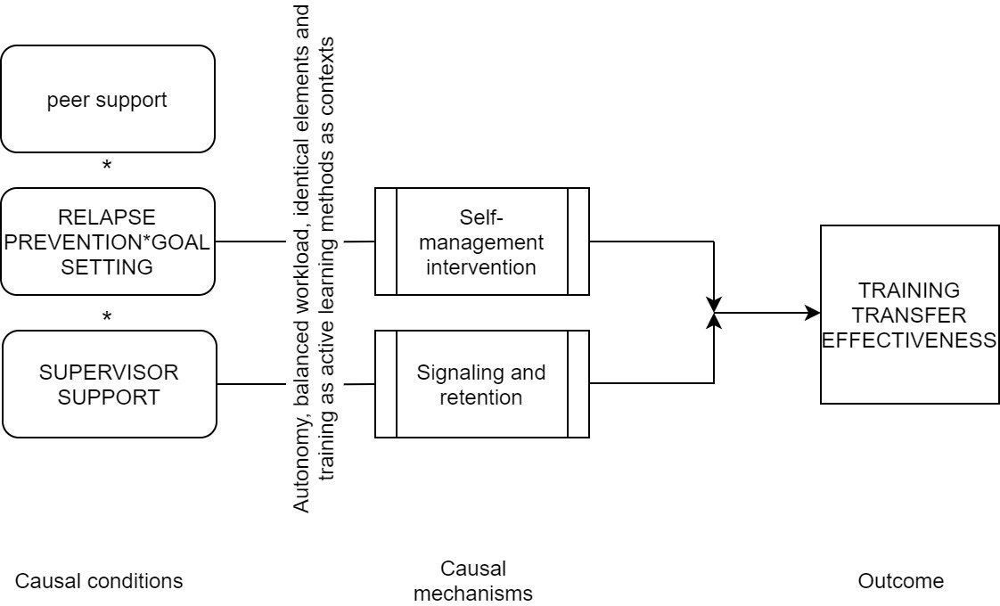 peer support
*
RELAPSE
PREVENTION*GOAL
SETTING
*
SUPERVISOR
SUPPORT
Autonomy, balanced workload, identical elements and
training as active learning methods as contexts
Self-
management
intervention
Signaling and
retention
TRAINING
TRANSFER
EFFECTIVENESS
Causal conditions
Causal
mechanisms
Outcome